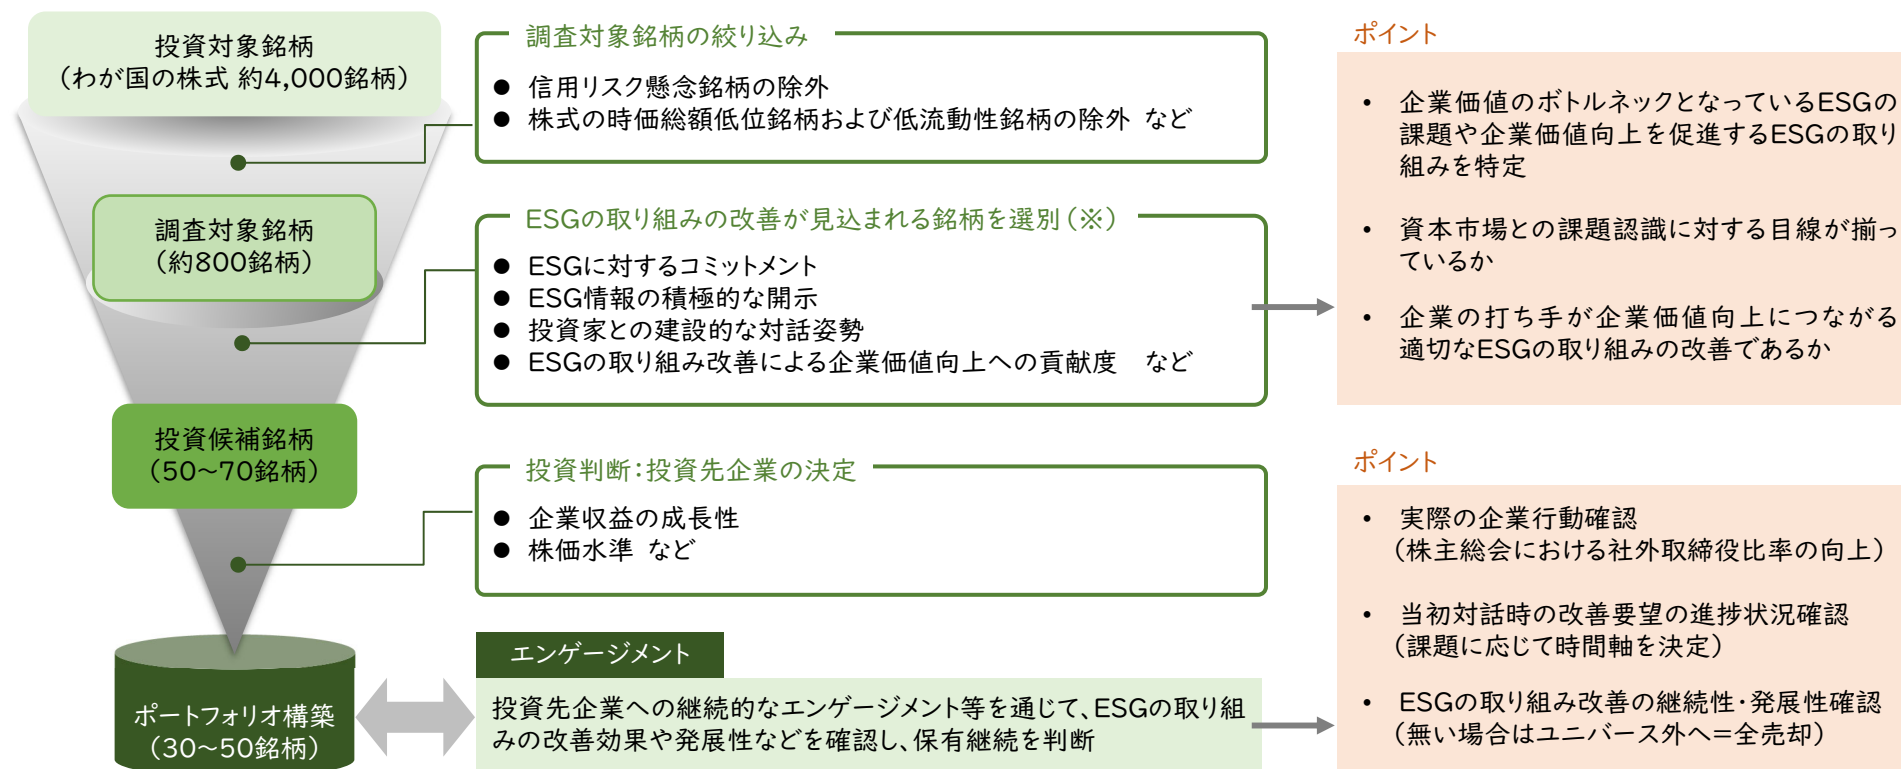 投資対象銘柄
（わが国の株式 約4,000銘柄）
調査対象銘柄の絞り込み
● 信用リスク懸念銘柄の除外
● 株式の時価総額低位銘柄および低流動性銘柄の除外 など
ポイント
• 企業価値のボトルネックとなっているESGの
課題や企業価値向上を促進するESGの取り
組みを特定
• 資本市場との課題認識に対する目線が揃っ
ているか
• 企業の打ち手が企業価値向上につながる
適切なESGの取り組みの改善であるか
調査対象銘柄
（約800銘柄）
ESGの取り組みの改善が見込まれる銘柄を選別（※）
● ESGに対するコミットメント
● ESG情報の積極的な開示
● 投資家との建設的な対話姿勢
● ESGの取り組み改善による企業価値向上への貢献度　など
投資候補銘柄
（50～70銘柄）
投資判断：投資先企業の決定
● 企業収益の成長性
● 株価水準 など
ポートフォリオ構築
（30～50銘柄）
エンゲージメント
投資先企業への継続的なエンゲージメント等を通じて、ESGの取り組
みの改善効果や発展性などを確認し、保有継続を判断
ポイント
• 実際の企業行動確認
（株主総会における社外取締役比率の向上）
• 当初対話時の改善要望の進捗状況確認
（課題に応じて時間軸を決定）
• ESGの取り組み改善の継続性・発展性確認
（無い場合はユニバース外へ＝全売却）